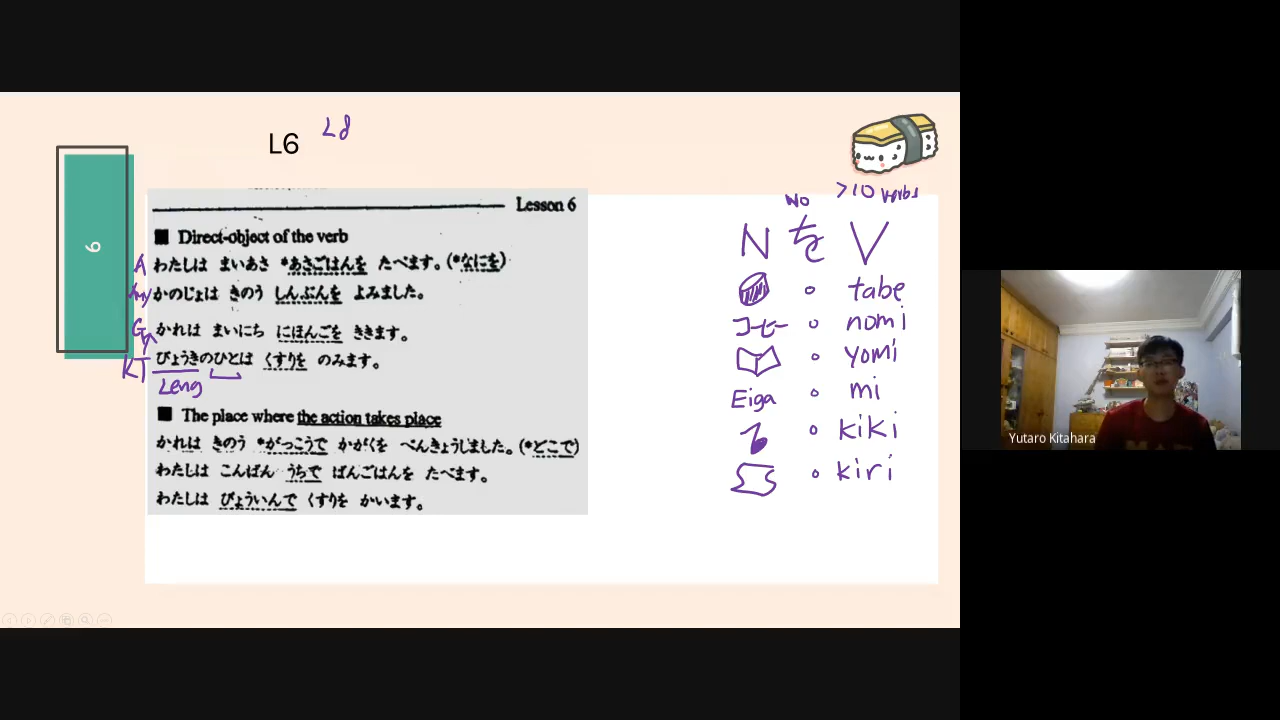 L6
L8
6
Lesson 6
■ Direct-object of the verb
A わたしは まいあさ *あさごはんを たべます。(*なにを)
かのじょは きのう しんぶんを よみました。
かれは まいにち にほんごを ききます。
KT びょうきのひとは くすりを のみます。
Leng
■ The place where the action takes place
かれは きのう *がっこうで かがくを べんきょうしました。(*どこで)
わたしは こんばん うちで ばんごはんを たべます。
わたしは びょういんで くすりを かいます。
>10 verbs
wo
N を V
tabe
コーヒー nomi
yomi
Eiga mi
kiki
kiri
Yutaro Kitahara